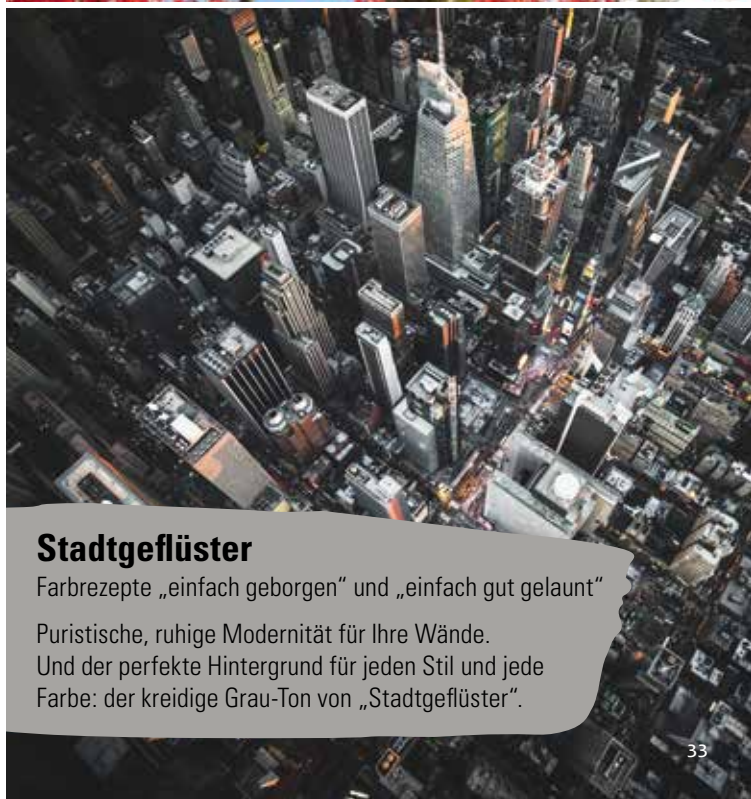 Stadtgeflüster
Farbrezepte „einfach geborgen“ und „einfach gut gelaunt“
Puristische, ruhige Modernität für Ihre Wände.
Und der perfekte Hintergrund für jeden Stil und jede
Farbe: der kreidige Grau-Ton von „Stadtgeflüster“.
33